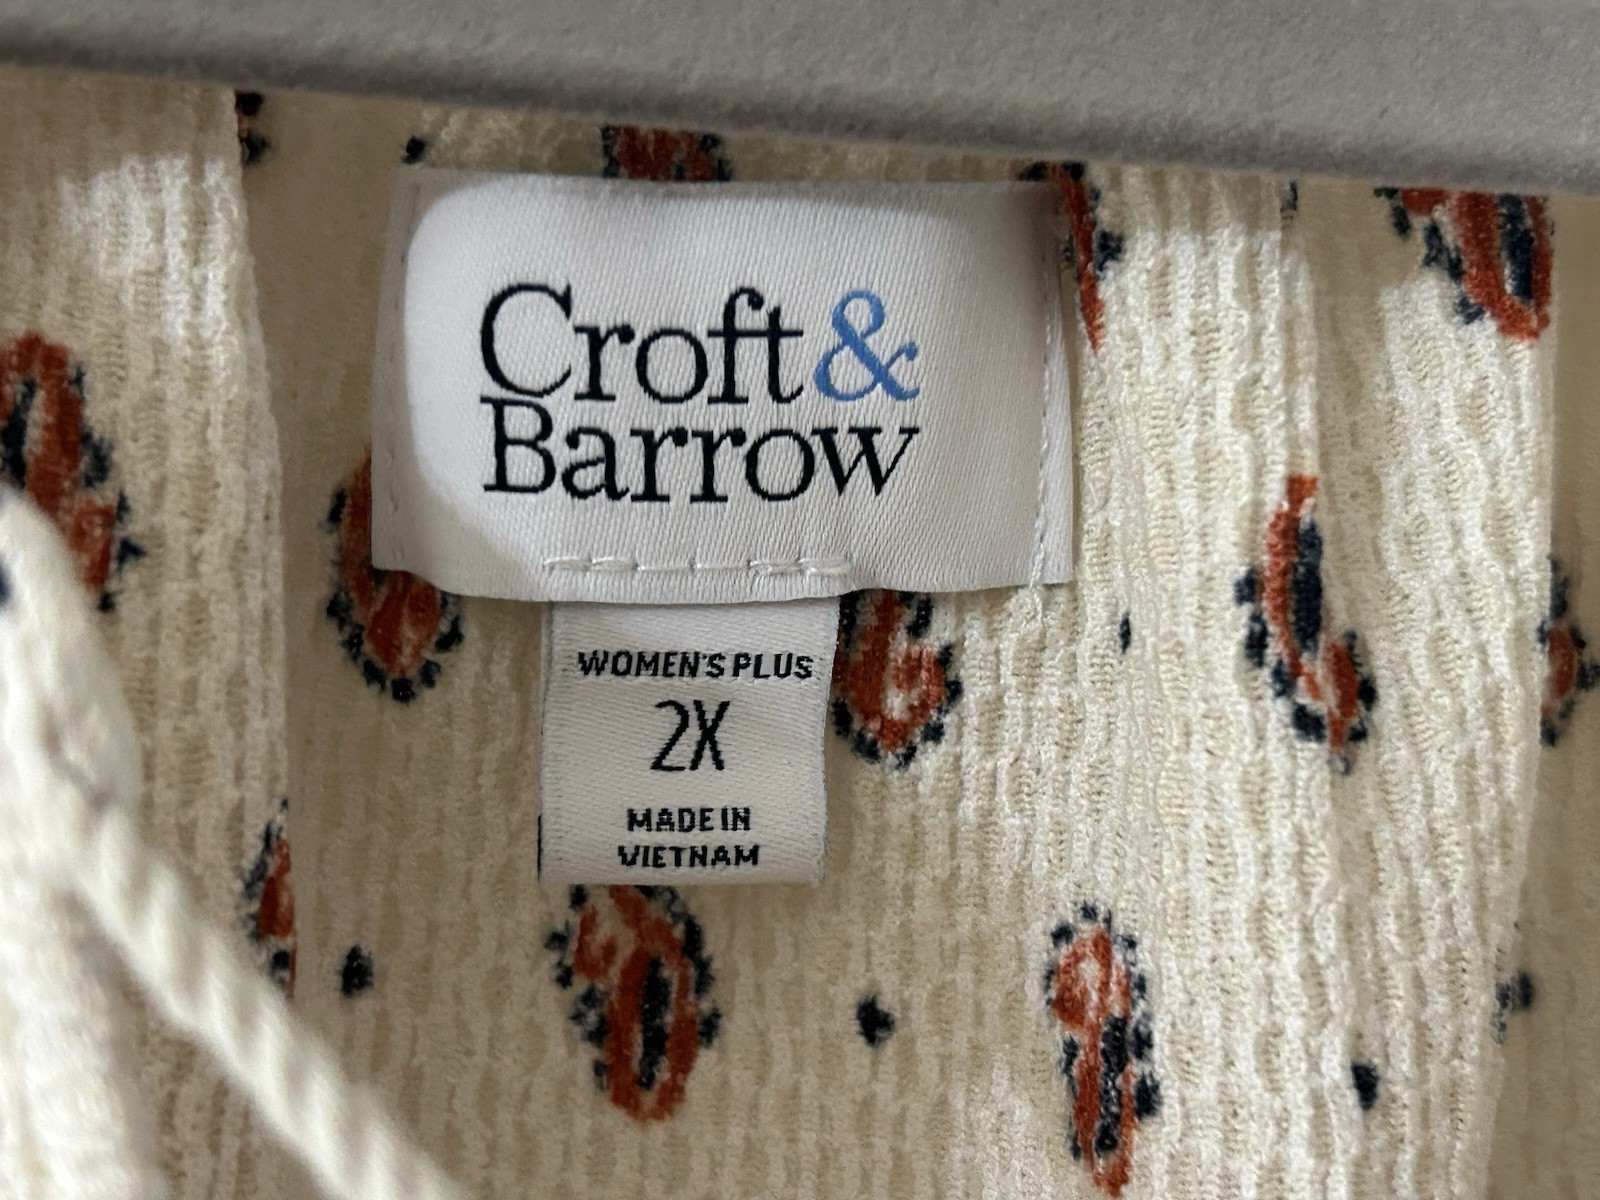 Croft &
Barrow
WOMEN'S PLUS
2X
MADE IN
VIETNAM